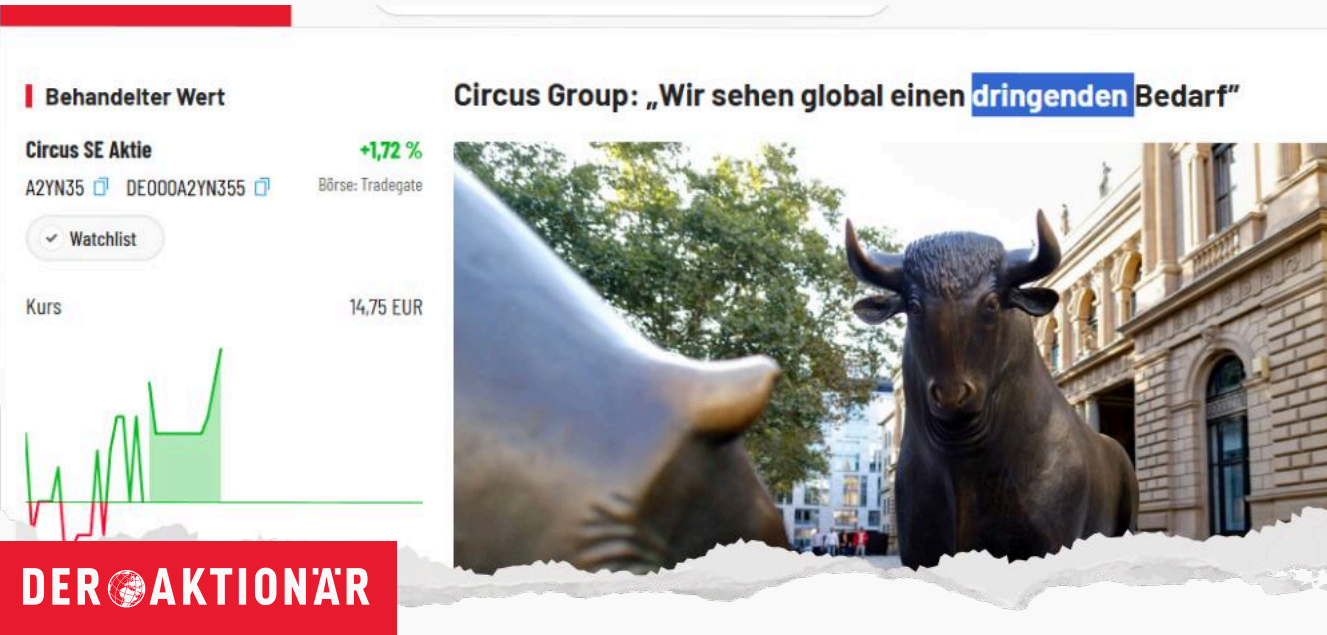 Behandelter Wert
Circus SE Aktie +1,72 %
A2YN35 DE000A2YN355 Börse: Tradegate
Watchlist
Kurs 14,75 EUR
Circus Group: „Wir sehen global einen dringenden Bedarf”
DER AKTIONÄR